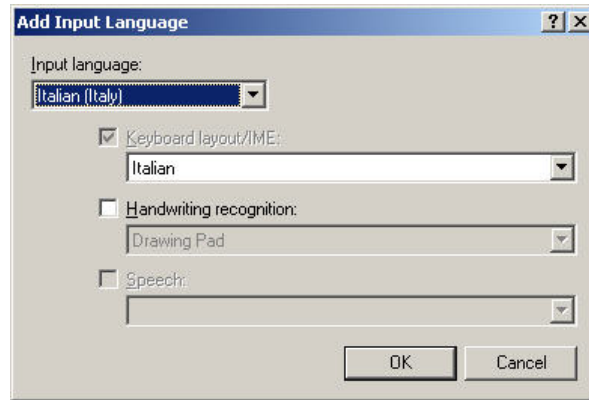 Add Input Language
Input language:
Italian (Italy)
Keyboard layout/IME:
Italian
Handwriting recognition:
Drawing Pad
Speech:
OK Cancel